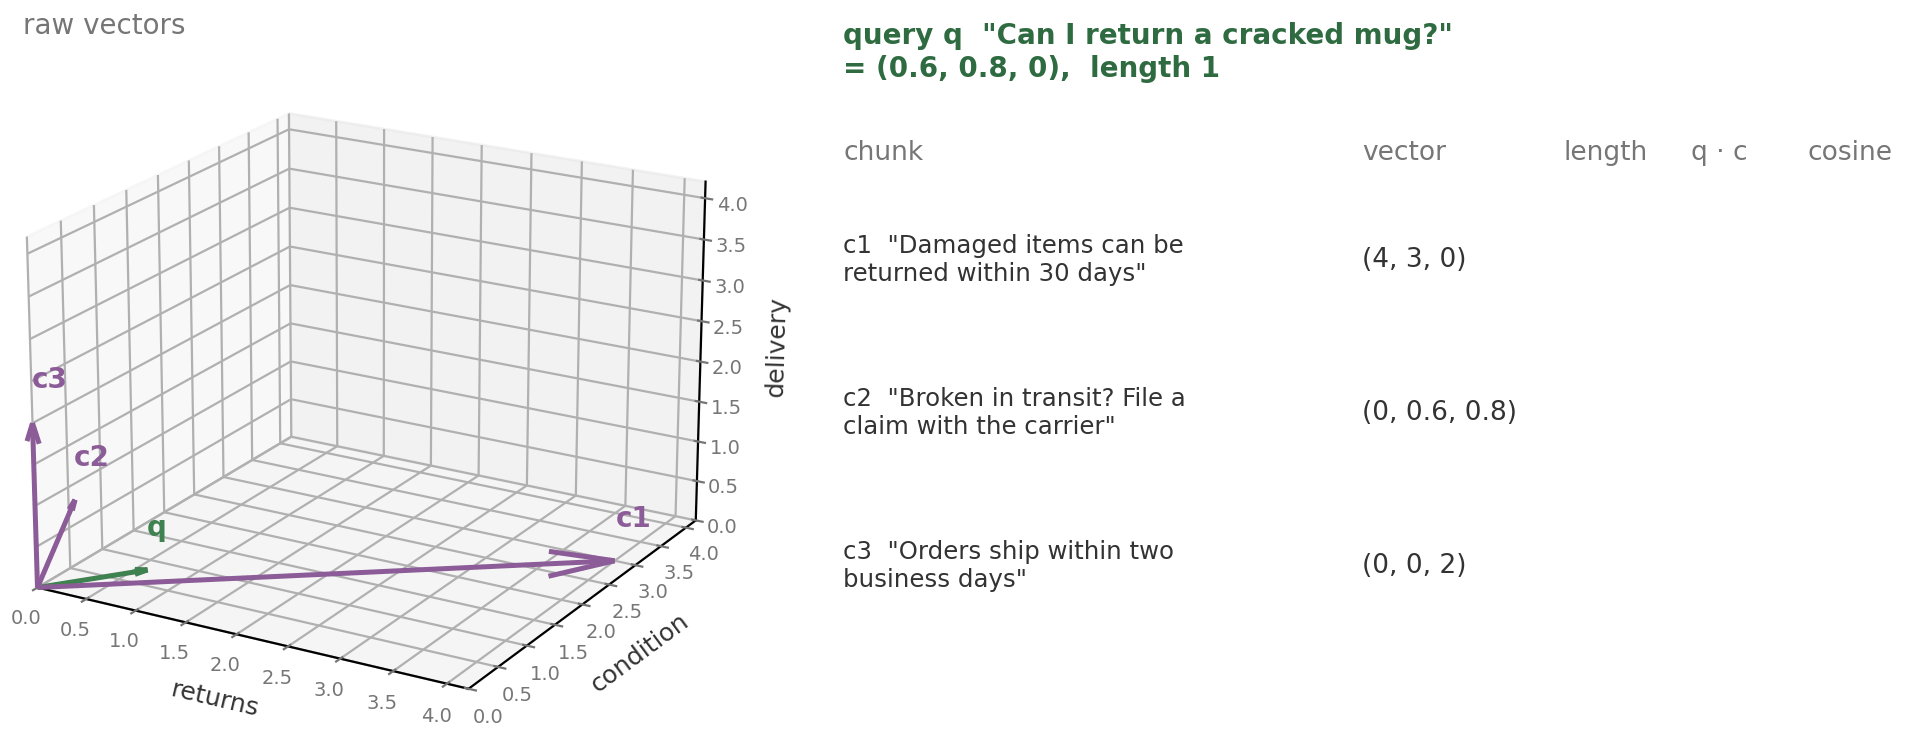 raw vectors
query q "Can I return a cracked mug?"
= (0.6, 0.8, 0), length 1
chunk vector length q · c cosine
c1 "Damaged items can be
returned within 30 days"
(4, 3, 0)
c2 "Broken in transit? File a
claim with the carrier"
(0, 0.6, 0.8)
c3 "Orders ship within two
business days"
(0, 0, 2)
c3
c2
q
c1
0.0
0.5
1.0
1.5
2.0
2.5
3.0
3.5
4.0
returns
0.0
0.5
1.0
1.5
2.0
2.5
3.0
3.5
4.0
condition
0.0
0.5
1.0
1.5
2.0
2.5
3.0
3.5
4.0
delivery